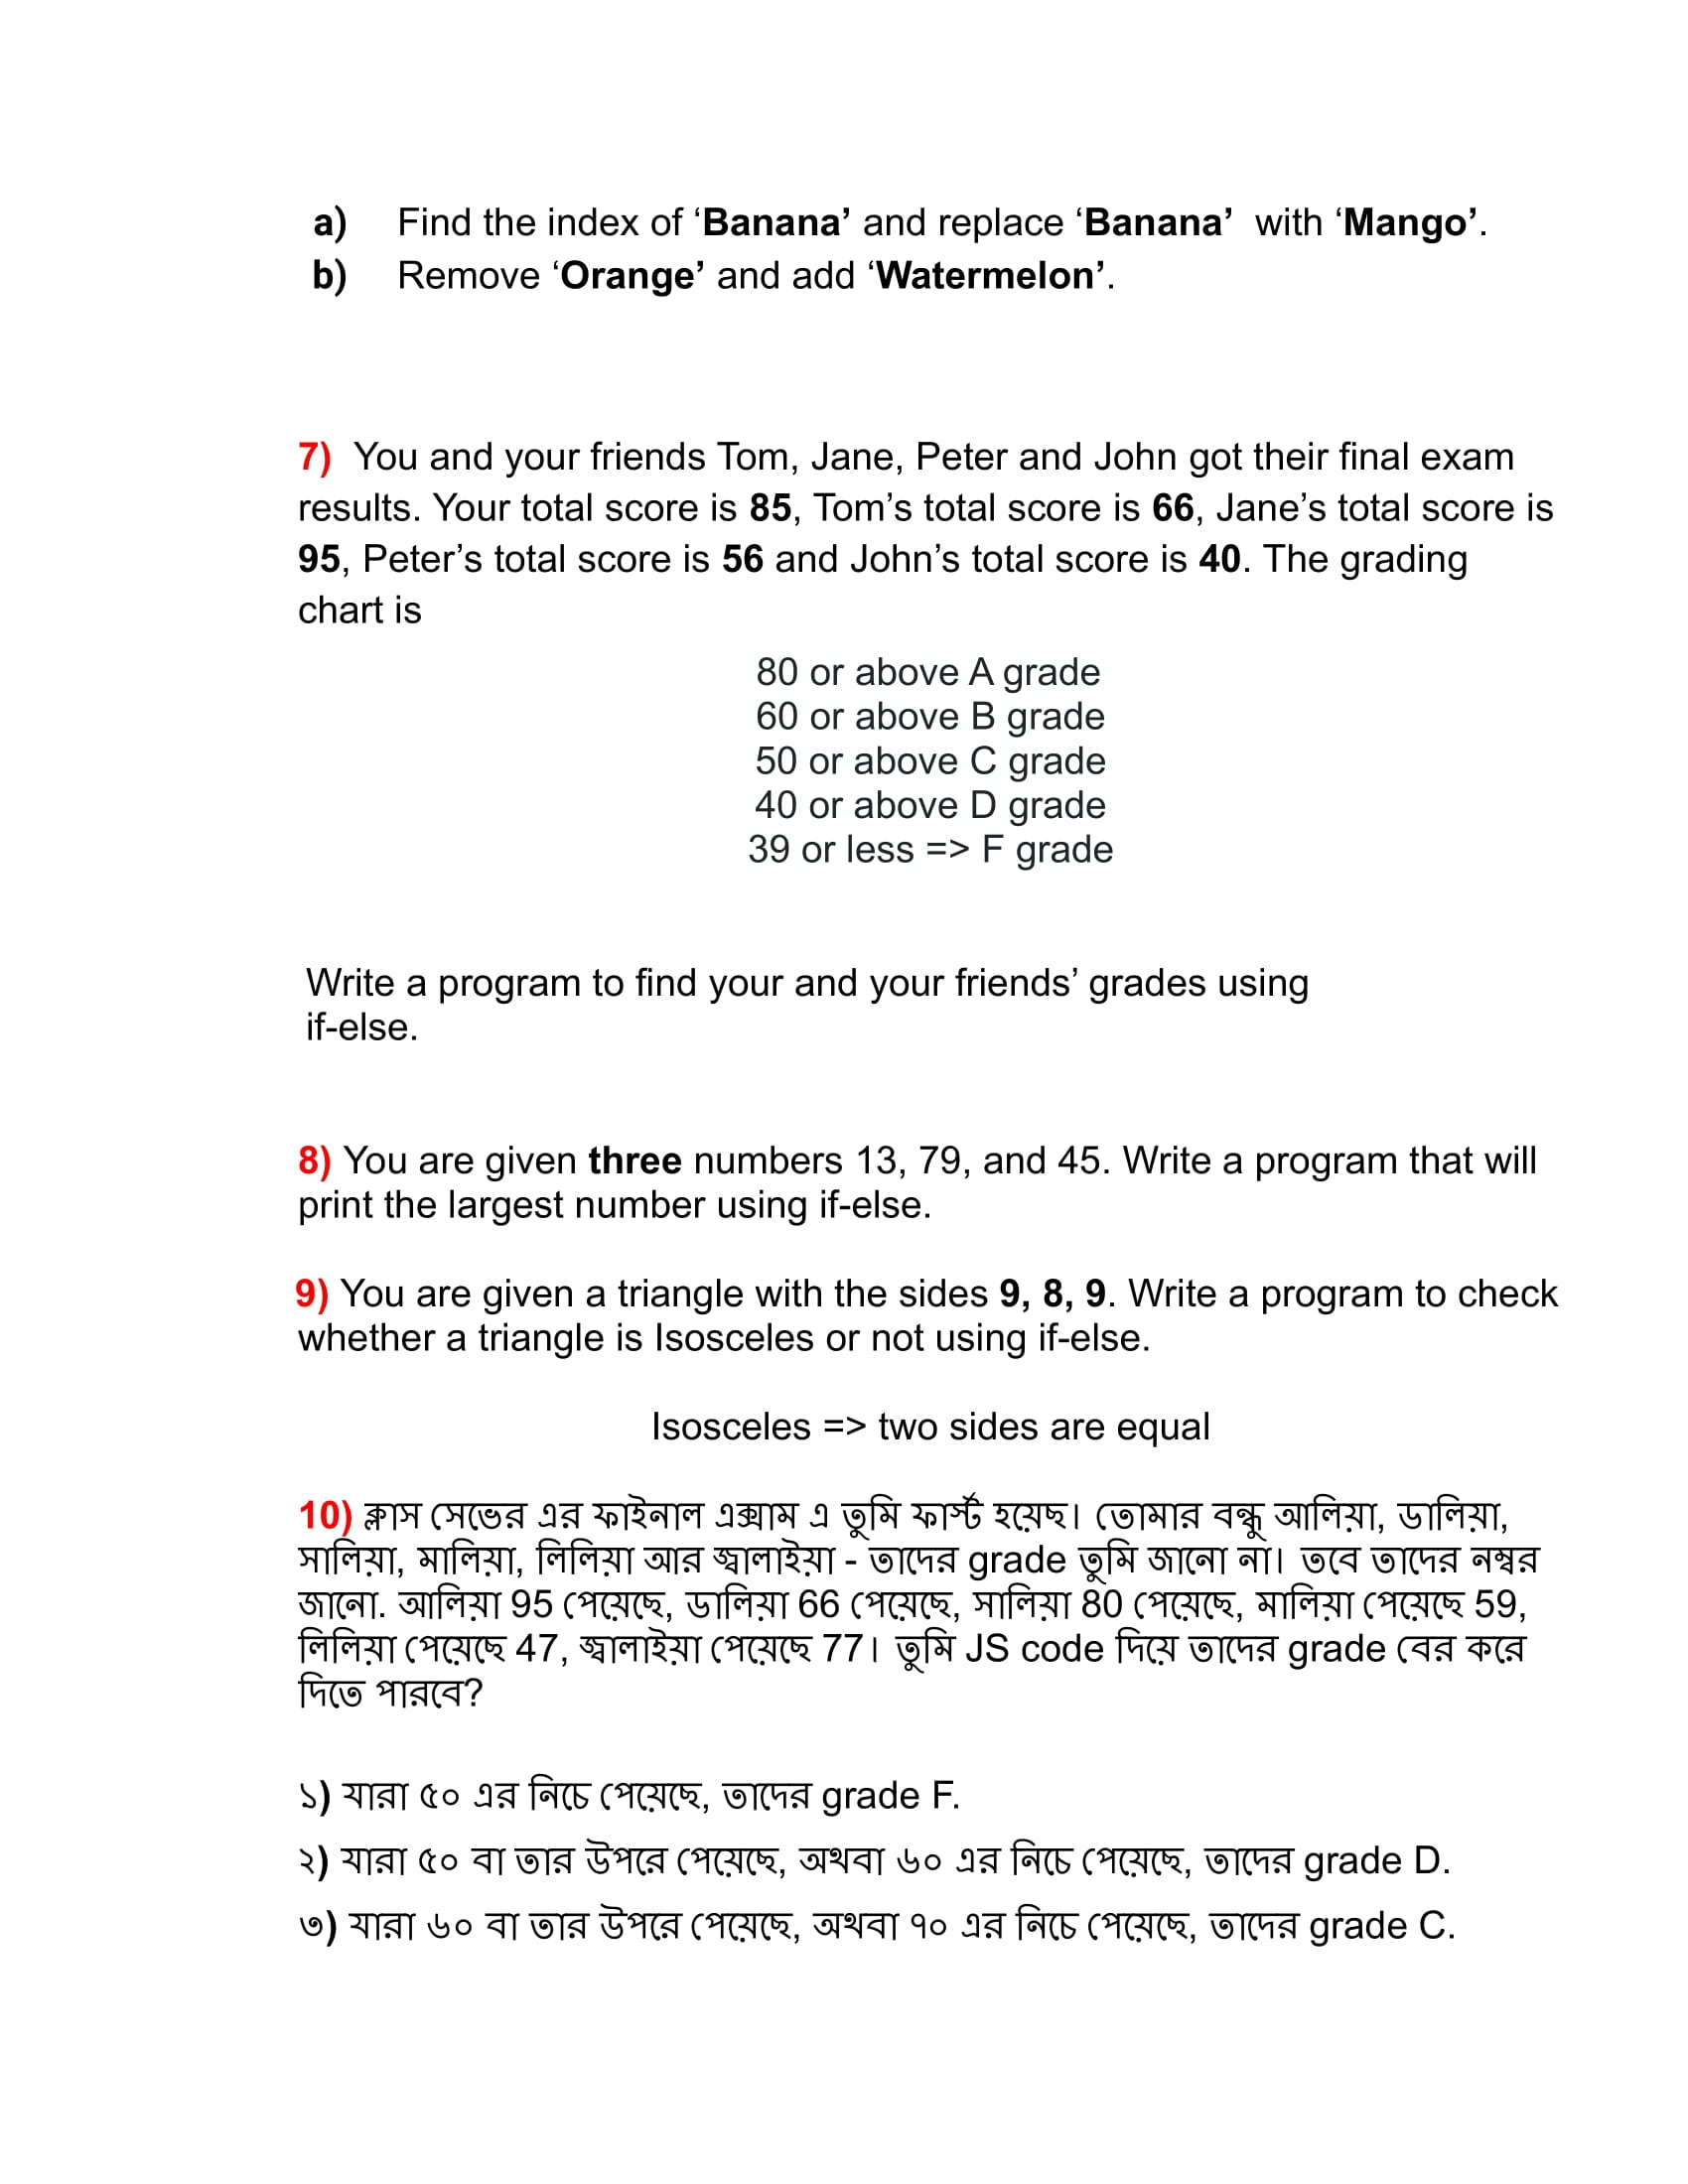 a) Find the index of ‘Banana’ and replace ‘Banana’ with ‘Mango’.
b) Remove ‘Orange’ and add ‘Watermelon’.
7) You and your friends Tom, Jane, Peter and John got their final exam
results. Your total score is 85, Tom’s total score is 66, Jane’s total score is
95, Peter’s total score is 56 and John’s total score is 40. The grading
chart is
80 or above A grade
60 or above B grade
50 or above C grade
40 or above D grade
39 or less => F grade
Write a program to find your and your friends’ grades using
if-else.
8) You are given three numbers 13, 79, and 45. Write a program that will
print the largest number using if-else.
9) You are given a triangle with the sides 9, 8, 9. Write a program to check
whether a triangle is Isosceles or not using if-else.
Isosceles => two sides are equal
10) ক্লাস সেভের এর ফাইনাল এক্সাম এ তুমি ফার্স্ট হয়েছ। তোমার বন্ধু আলিয়া, ডালিয়া,
সালিয়া, মালিয়া, লিলিয়া আর জ্বালাইয়া - তাদের grade তুমি জানো না। তবে তাদের নম্বর
জানো. আলিয়া 95 পেয়েছে, ডালিয়া 66 পেয়েছে, সালিয়া 80 পেয়েছে, মালিয়া পেয়েছে 59,
লিলিয়া পেয়েছে 47, জ্বালাইয়া পেয়েছে 77। তুমি JS code দিয়ে তাদের grade বের করে
দিতে পারবে?
১) যারা ৫০ এর নিচে পেয়েছে, তাদের grade F.
২) যারা ৫০ বা তার উপরে পেয়েছে, অথবা ৬০ এর নিচে পেয়েছে, তাদের grade D.
৩) যারা ৬০ বা তার উপরে পেয়েছে, অথবা ৭০ এর নিচে পেয়েছে, তাদের grade C.